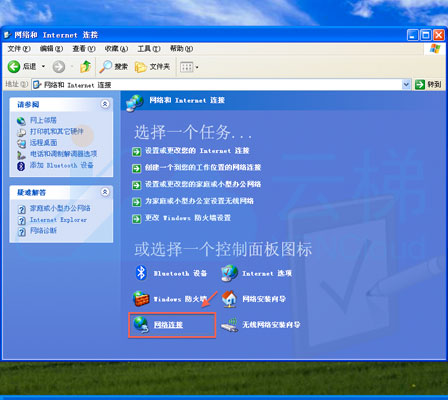 网络和 Internet 连接
文件(F) 编辑(E) 查看(V) 收藏(A) 工具(T) 帮助(H)
后退 搜索 文件夹
地址(D) 网络和 Internet 连接 转到
请参阅
网上邻居
打印机和其它硬件
远程桌面
电话和调制解调器选项
添加 Bluetooth 设备
疑难解答
家庭或小型办公网络
Internet Explorer
网络诊断
网络和 Internet 连接
选择一个任务...
设置或更改您的 Internet 连接
创建一个到您的工作位置的网络连接
设置或更改您的家庭或小型办公网络
为家庭或小型办公室设置无线网络
更改 Windows 防火墙设置
或选择一个控制面板图标
Bluetooth 设备 Internet 选项
Windows 防火墙 网络安装向导
网络连接 无线网络安装向导